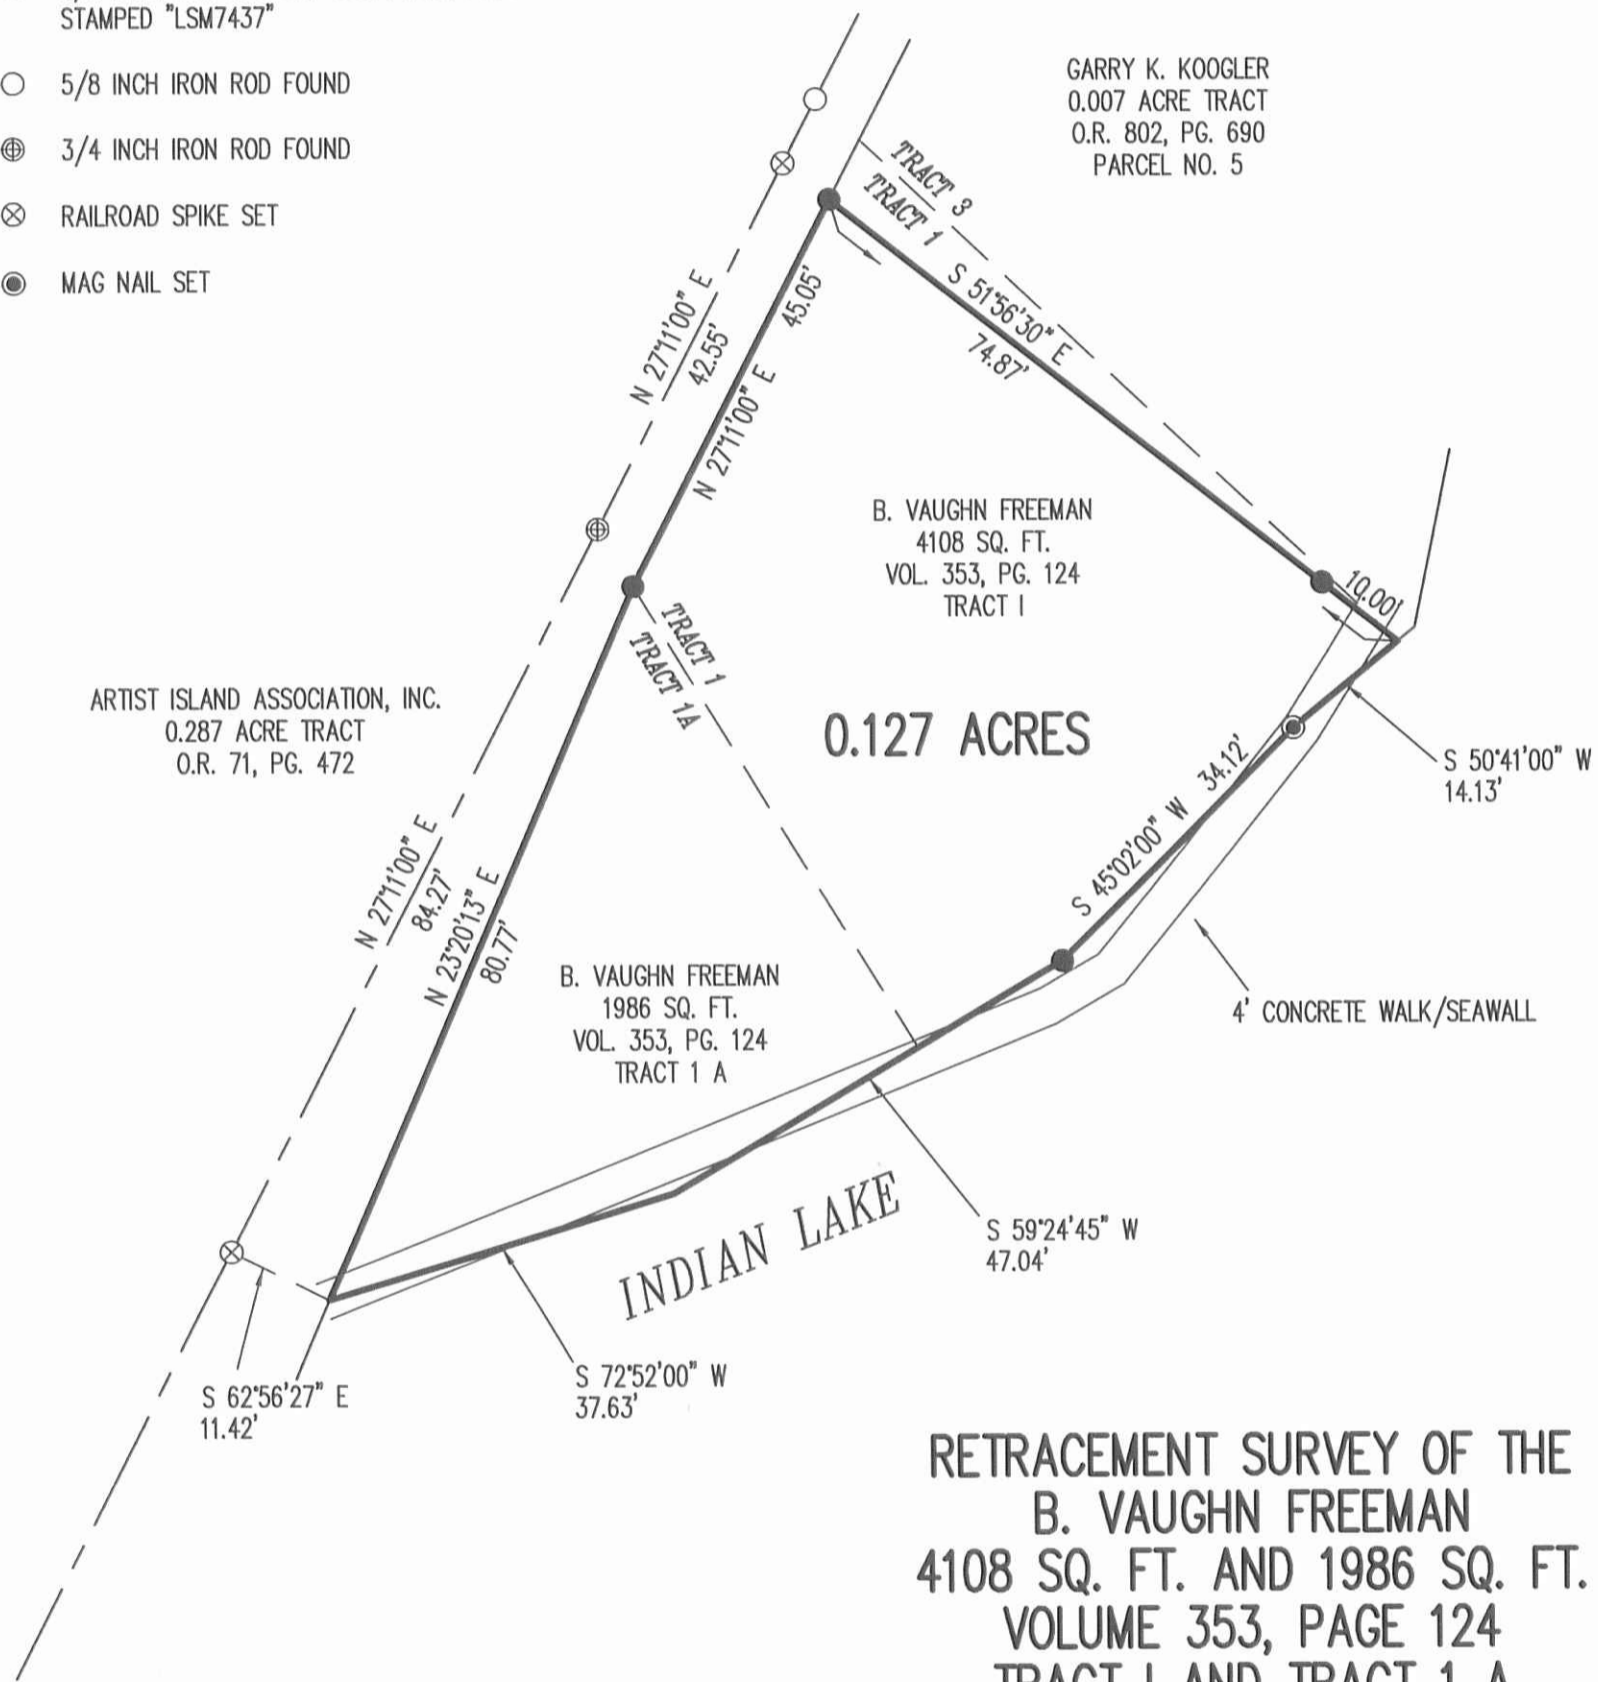 STAMPED "LSM7437"
5/8 INCH IRON ROD FOUND
3/4 INCH IRON ROD FOUND
RAILROAD SPIKE SET
MAG NAIL SET
GARRY K. KOOGLER
0.007 ACRE TRACT
O.R. 802, PG. 690
PARCEL NO. 5
TRACT 3
TRACT 1
S 51°56'30" E
74.87'
N 27°11'00" E
42.55'
45.05'
N 27°11'00" E
B. VAUGHN FREEMAN
4108 SQ. FT.
VOL. 353, PG. 124
TRACT I
10.00'
TRACT 1
TRACT 1A
ARTIST ISLAND ASSOCIATION, INC.
0.287 ACRE TRACT
O.R. 71, PG. 472
0.127 ACRES
S 50°41'00" W
14.13'
S 45°02'00" W 34.12'
N 27°11'00" E
84.27'
N 23°20'13" E
80.77'
B. VAUGHN FREEMAN
1986 SQ. FT.
VOL. 353, PG. 124
TRACT 1 A
4' CONCRETE WALK/SEAWALL
INDIAN LAKE
S 59°24'45" W
47.04'
S 62°56'27" E
11.42'
S 72°52'00" W
37.63'
RETRACEMENT SURVEY OF THE
B. VAUGHN FREEMAN
4108 SQ. FT. AND 1986 SQ. FT.
VOLUME 353, PAGE 124
TRACT I AND TRACT 1 A